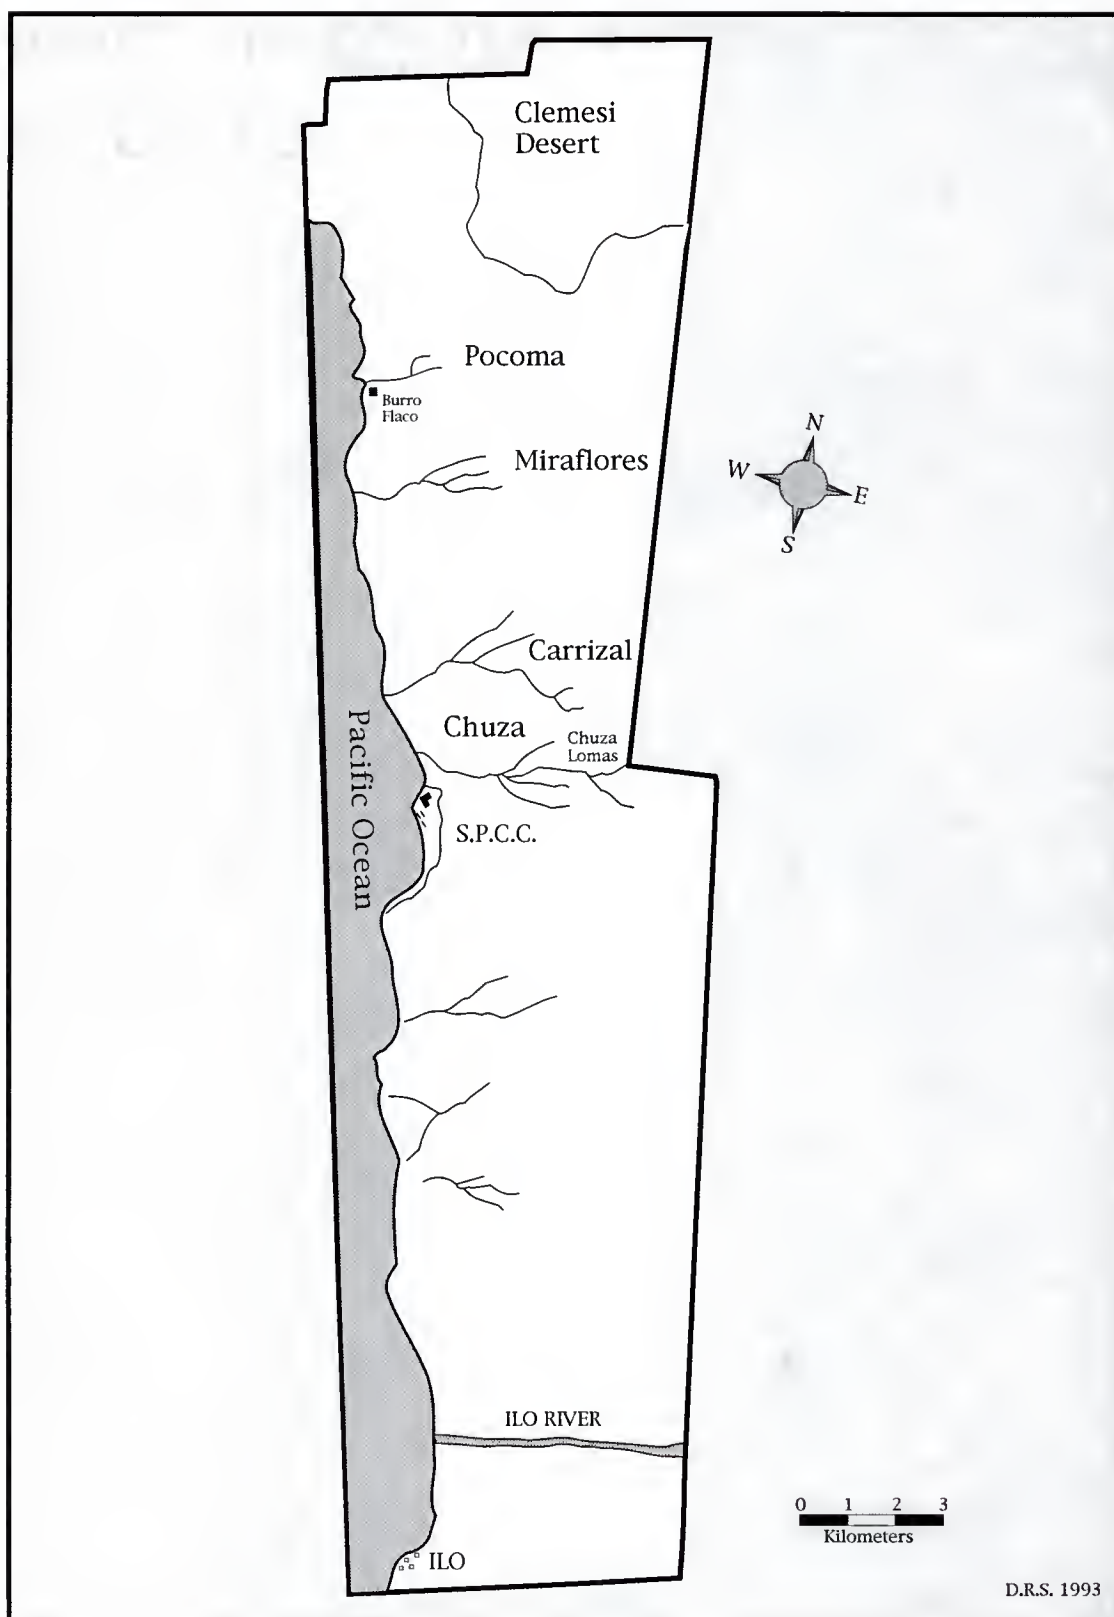 Clemesi
Desert
Pocoma
Burro
Flaco
Miraflores
N
W
E
S
Carrizal
Chuza
Chuza
Lomas
Pacific Ocean
S.P.C.C.
ILO RIVER
0 1 2 3
Kilometers
ILO
D.R.S. 1993